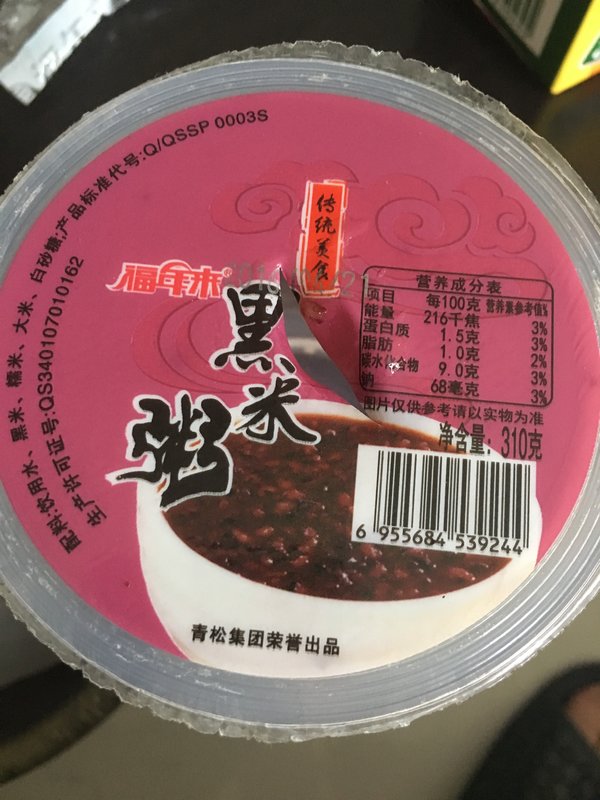 产品标准代号:Q/QSSP 0003S
配料:饮用水、黑米、糯米、大米、白砂糖;
生产许可证号:QS340107010162
传统美食
福年来®
黑米
粥
营养成分表
项目 每100克 营养素参考值%
能量 216千焦 3%
蛋白质 1.5克 3%
脂肪 1.0克 2%
碳水化合物 9.0克 3%
钠 68毫克 3%
图片仅供参考请以实物为准
净含量: 310克
6 955684 539244
青松集团荣誉出品